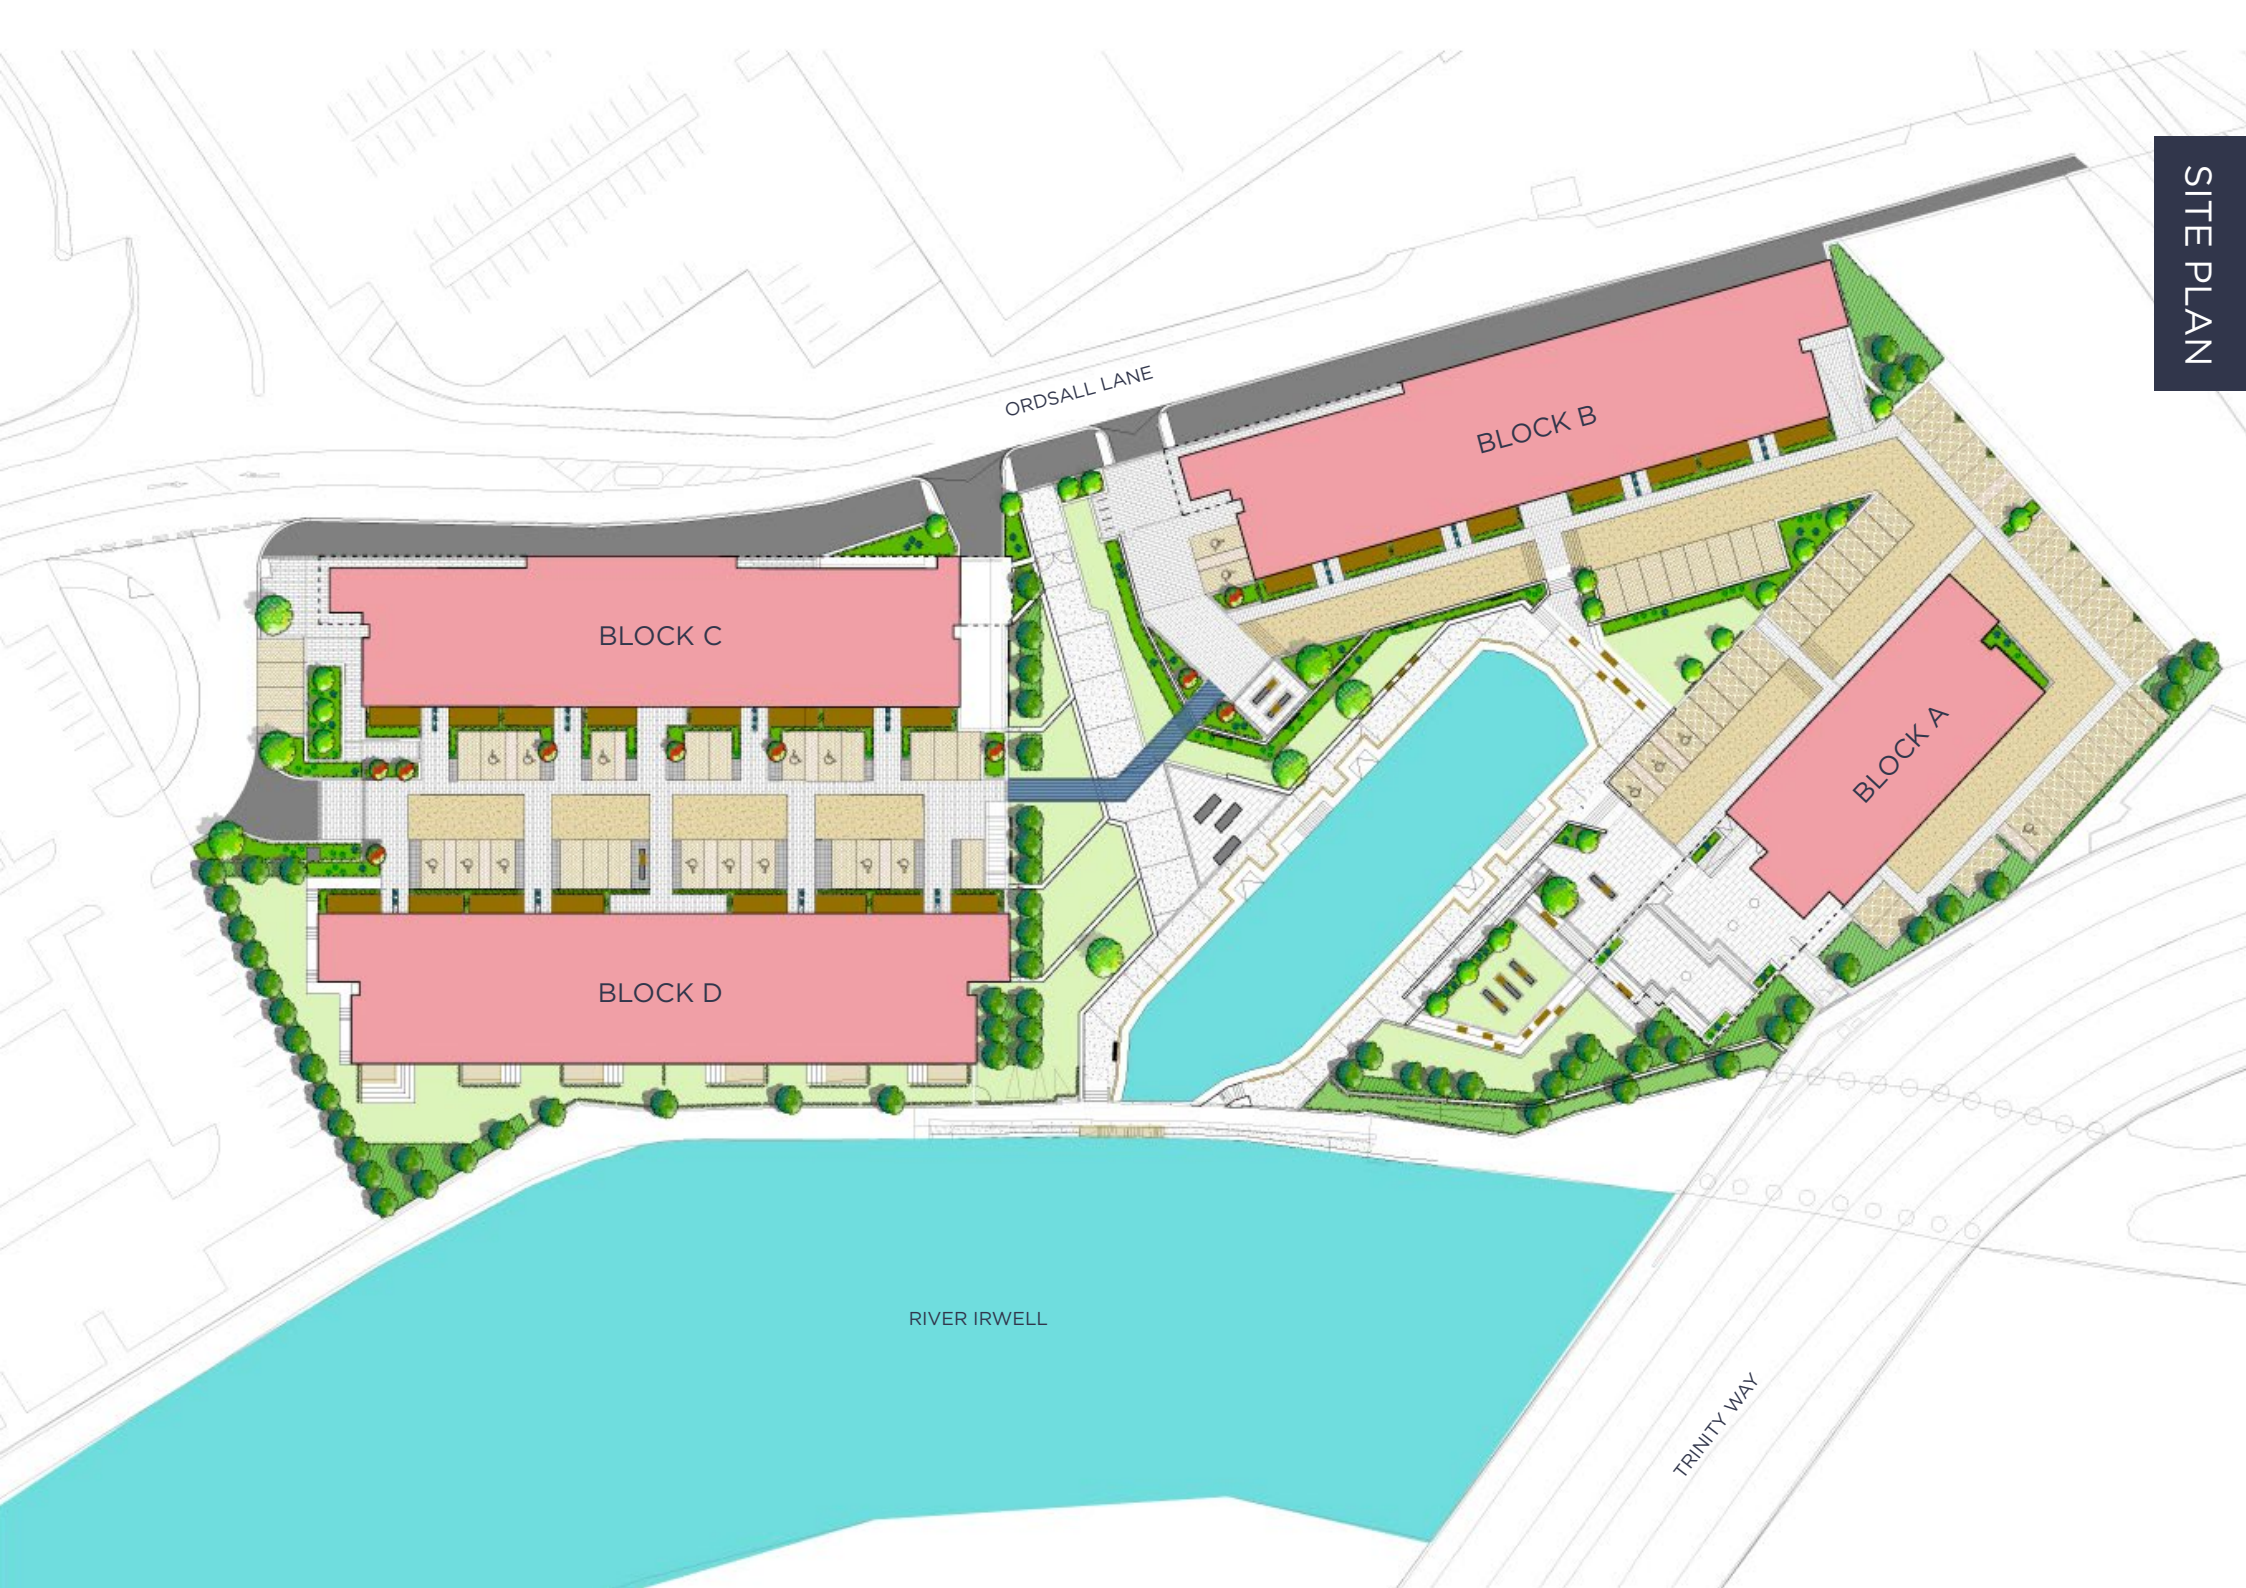 SITE PLAN
ORDSALL LANE
BLOCK B
BLOCK C
BLOCK A
BLOCK D
RIVER IRWELL
TRINITY WAY